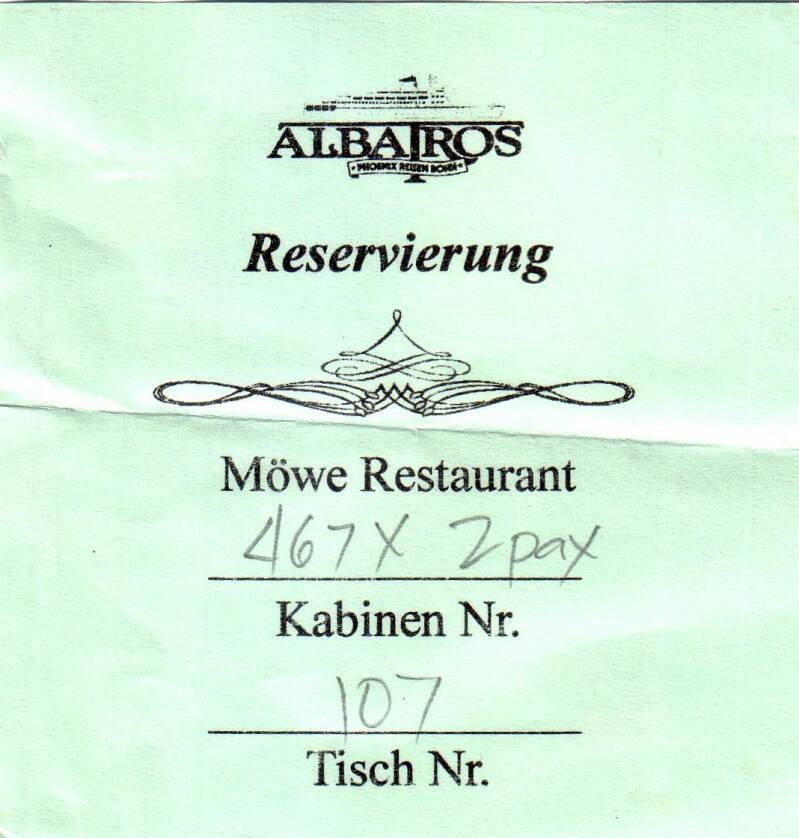 ALBATROS
PHOENIX REISEN BONN
Reservierung
Möwe Restaurant
467 X 2pax
Kabinen Nr.
107
Tisch Nr.